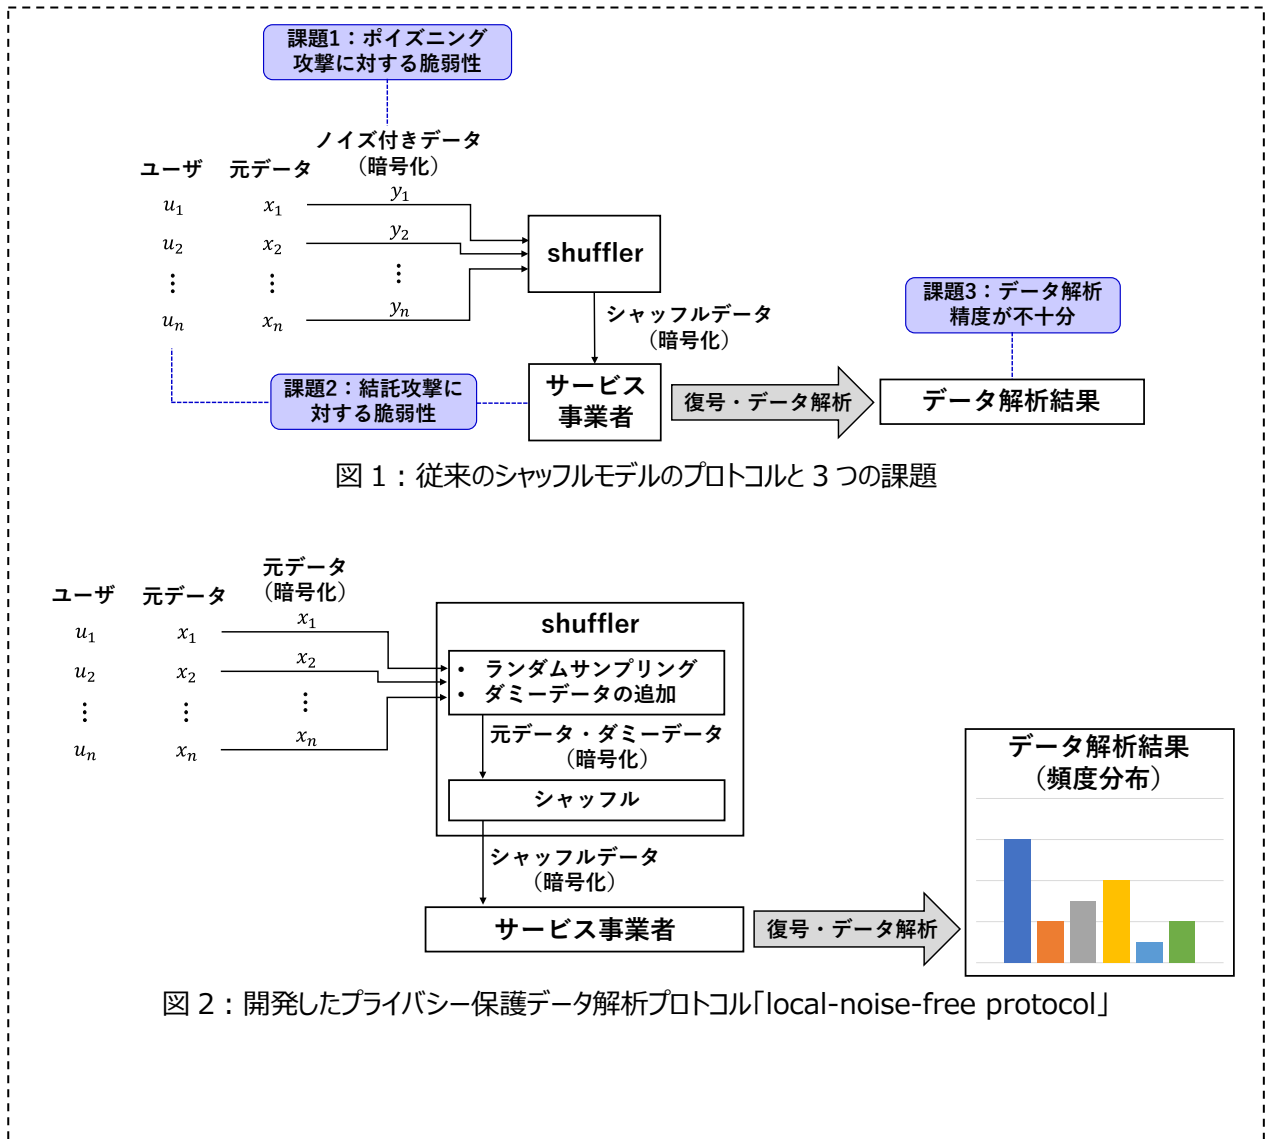 課題1：ポイズニング
攻撃に対する脆弱性
ノイズ付きデータ
（暗号化）
ユーザ 元データ
u₁ x₁ y₁
u₂ x₂ y₂
⋮ ⋮ ⋮
uₙ xₙ yₙ
shuffler
シャッフルデータ
（暗号化）
課題2：結託攻撃に
対する脆弱性
サービス
事業者
復号・データ解析
課題3：データ解析
精度が不十分
データ解析結果
図1：従来のシャッフルモデルのプロトコルと3つの課題
元データ
（暗号化）
ユーザ 元データ
u₁ x₁ x₁
u₂ x₂ x₂
⋮ ⋮ ⋮
uₙ xₙ xₙ
shuffler
• ランダムサンプリング
• ダミーデータの追加
元データ・ダミーデータ
（暗号化）
シャッフル
シャッフルデータ
（暗号化）
サービス事業者
復号・データ解析
データ解析結果
（頻度分布）
図2：開発したプライバシー保護データ解析プロトコル「local-noise-free protocol」